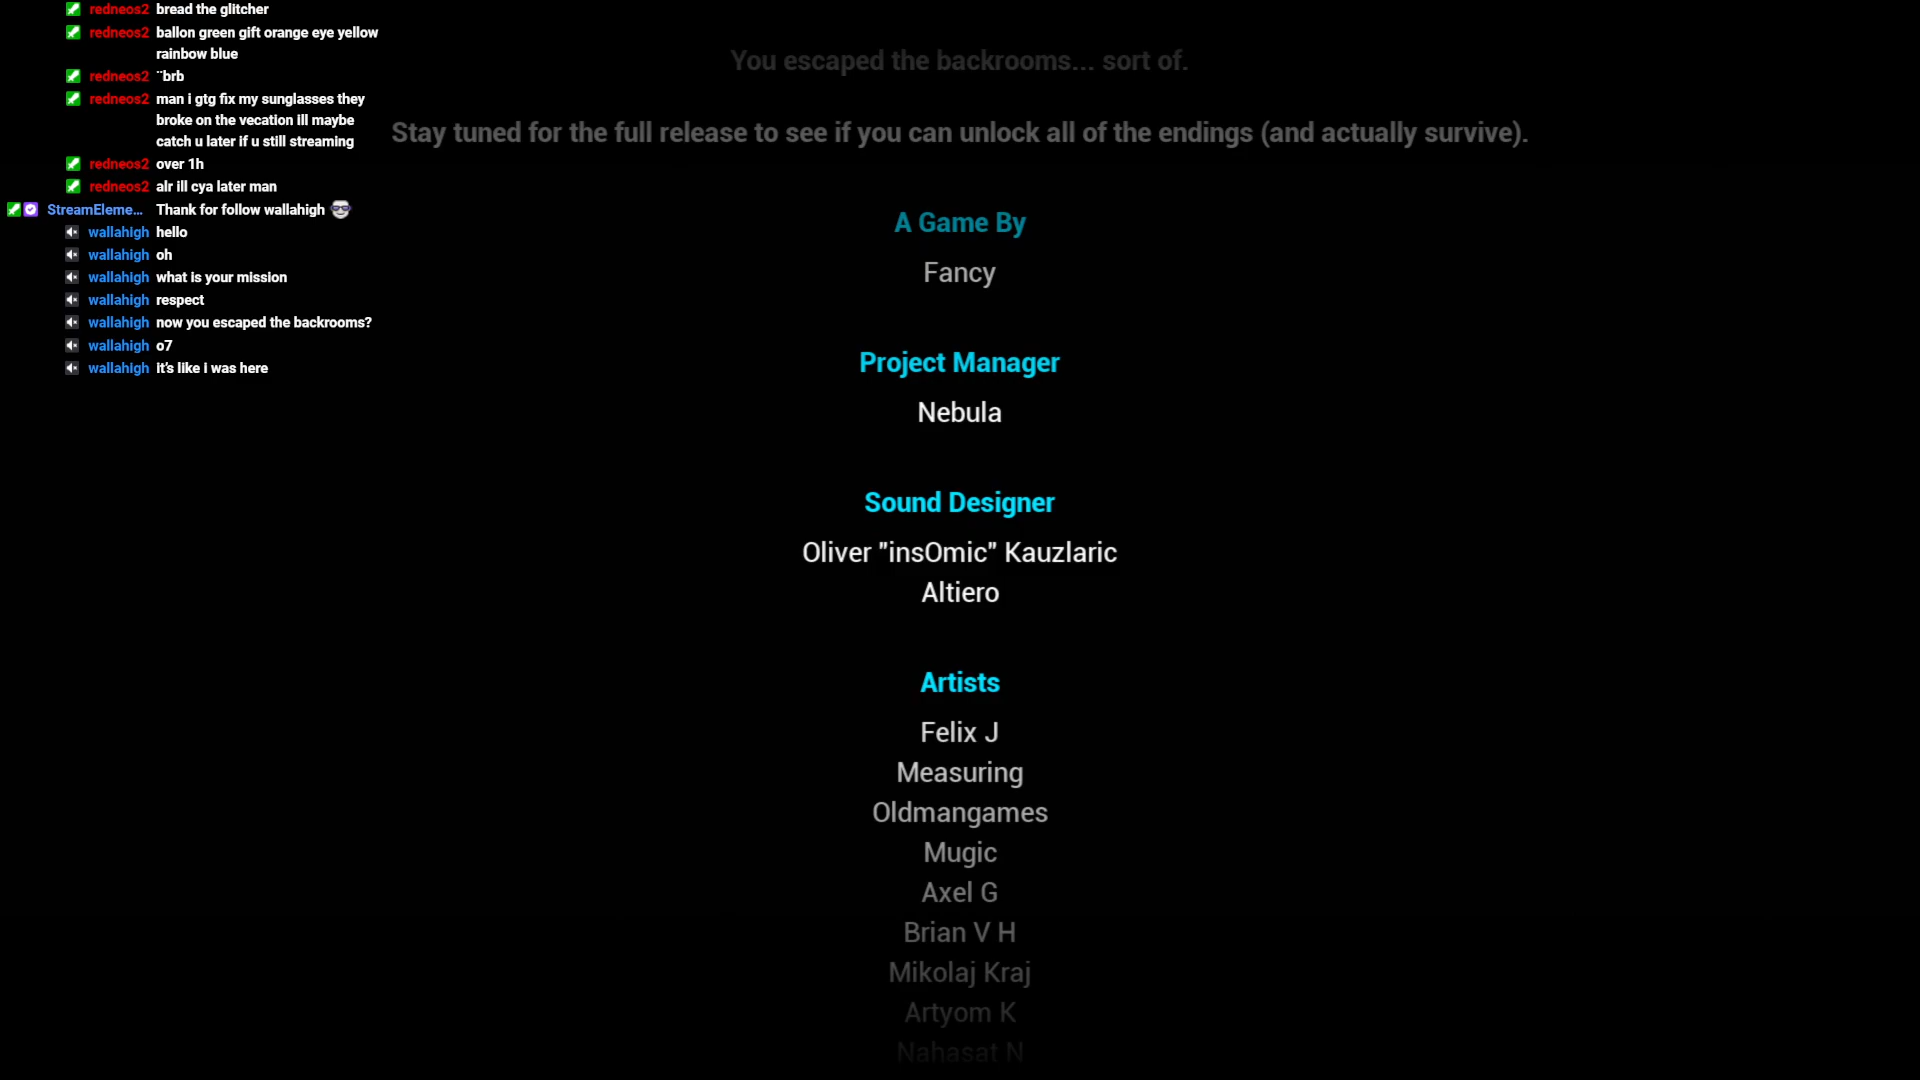 redneos2 bread the glitcher
redneos2 ballon green gift orange eye yellow
rainbow blue
redneos2 ¨brb
redneos2 man i gtg fix my sunglasses they
broke on the vecation ill maybe
catch u later if u still streaming
redneos2 over 1h
redneos2 alr ill cya later man
StreamEleme... Thank for follow wallahigh
wallahigh hello
wallahigh oh
wallahigh what is your mission
wallahigh respect
wallahigh now you escaped the backrooms?
wallahigh o7
wallahigh it's like i was here
You escaped the backrooms... sort of.
Stay tuned for the full release to see if you can unlock all of the endings (and actually survive).
A Game By
Fancy
Project Manager
Nebula
Sound Designer
Oliver "insOmic" Kauzlaric
Altiero
Artists
Felix J
Measuring
Oldmangames
Mugic
Axel G
Brian V H
Mikolaj Kraj
Artyom K
Nahasat N